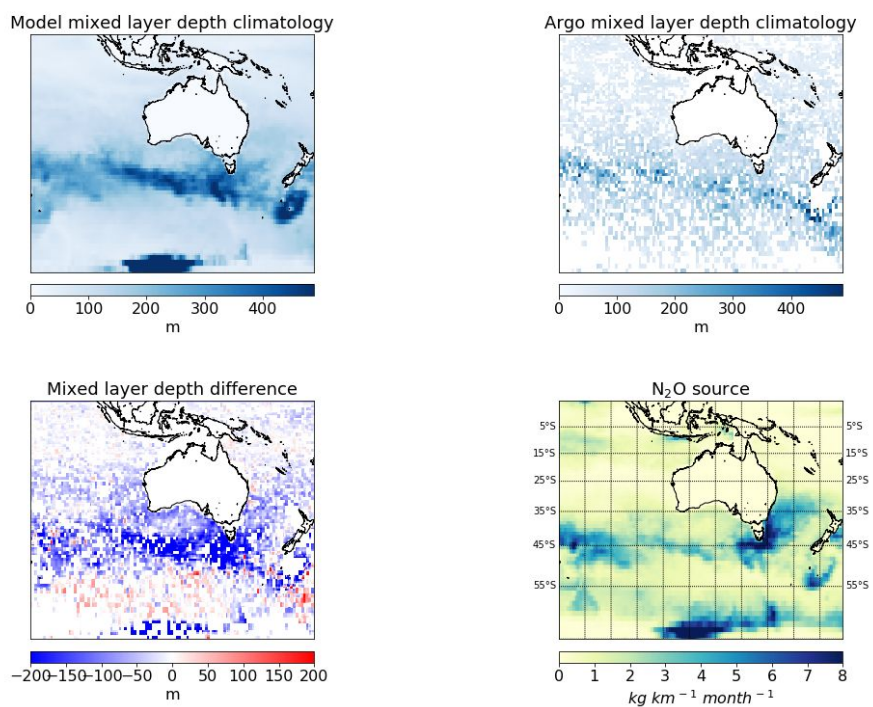 Model mixed layer depth climatology
Argo mixed layer depth climatology
0 100 200 300 400
m
0 100 200 300 400
m
Mixed layer depth difference
N₂O source
5°S 5°S
15°S 15°S
25°S 25°S
35°S 35°S
45°S 45°S
55°S 55°S
−200−150−100 −50 0 50 100 150 200
m
0 1 2 3 4 5 6 7 8
kg km⁻¹ month⁻¹